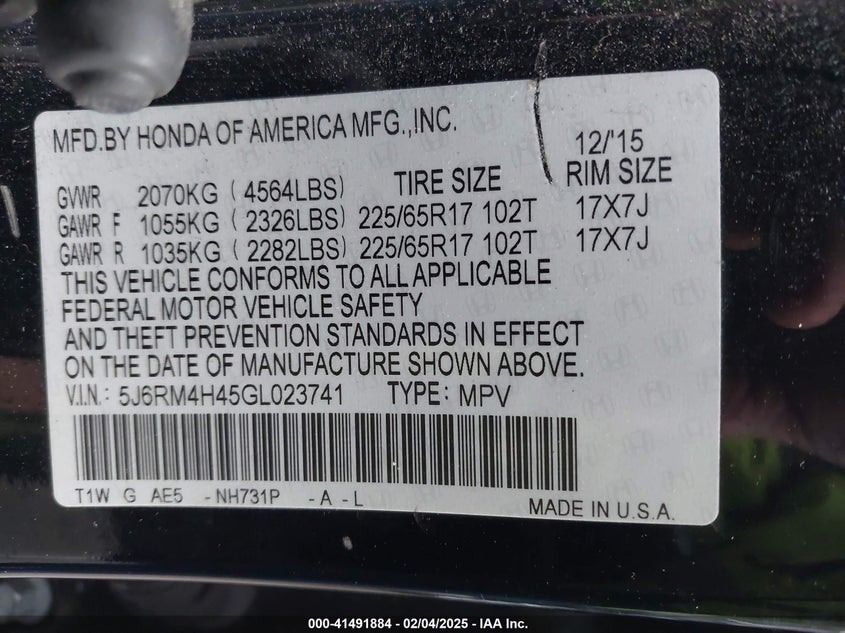 MFD.BY HONDA OF AMERICA MFG.,INC. 12/'15
TIRE SIZE RIM SIZE
GVWR 2070KG (4564LBS)
GAWR F 1055KG (2326LBS) 225/65R17 102T 17X7J
GAWR R 1035KG (2282LBS) 225/65R17 102T 17X7J
THIS VEHICLE CONFORMS TO ALL APPLICABLE
FEDERAL MOTOR VEHICLE SAFETY
AND THEFT PREVENTION STANDARDS IN EFFECT
ON THE DATE OF MANUFACTURE SHOWN ABOVE.
V.I.N.: 5J6RM4H45GL023741 TYPE: MPV
T1W G AE5 -NH731P -A -L
MADE IN U.S.A.
000-41491884 - 02/04/2025 - IAA Inc.